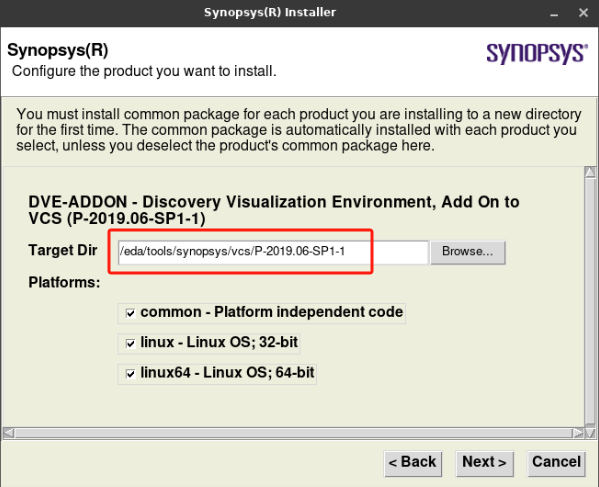 Synopsys(R) Installer
Synopsys(R)
SYNOPSYS®
Configure the product you want to install.
You must install common package for each product you are installing to a new directory
for the first time. The common package is automatically installed with each product you
select, unless you deselect the product's common package here.
DVE-ADDON - Discovery Visualization Environment, Add On to
VCS (P-2019.06-SP1-1)
Target Dir /eda/tools/synopsys/vcs/P-2019.06-SP1-1 Browse...
Platforms:
common - Platform independent code
linux - Linux OS; 32-bit
linux64 - Linux OS; 64-bit
< Back Next > Cancel